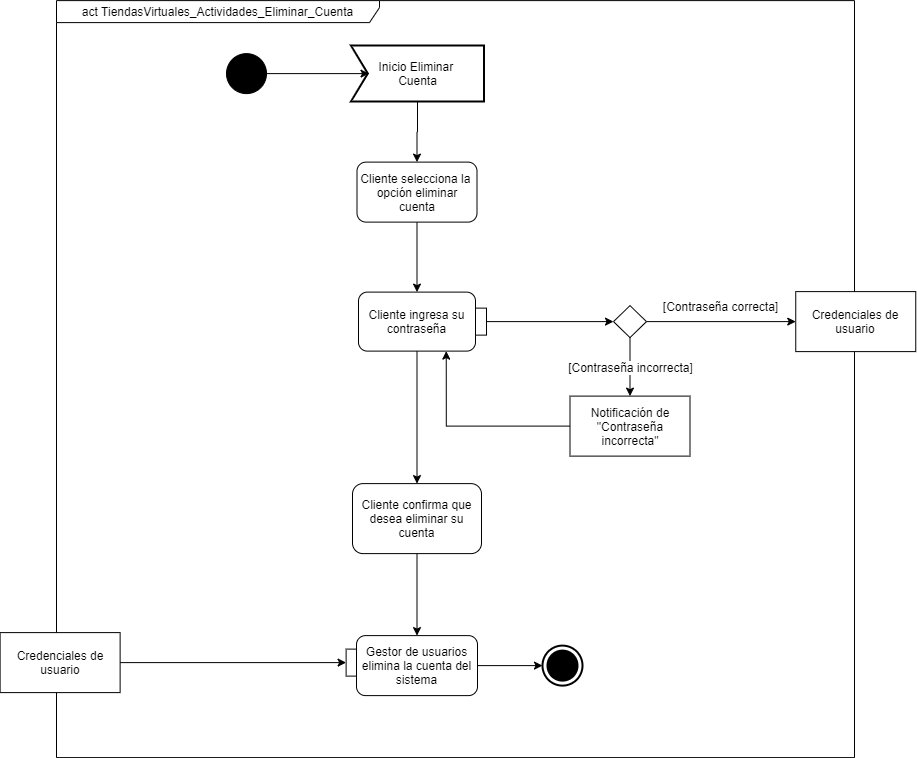 act TiendasVirtuales_Actividades_Eliminar_Cuenta
Inicio Eliminar
Cuenta
Cliente selecciona la
opción eliminar
cuenta
Cliente ingresa su
contraseña
[Contraseña correcta]
Credenciales de
usuario
[Contraseña incorrecta]
Notificación de
"Contraseña
incorrecta"
Cliente confirma que
desea eliminar su
cuenta
Credenciales de
usuario
Gestor de usuarios
elimina la cuenta del
sistema